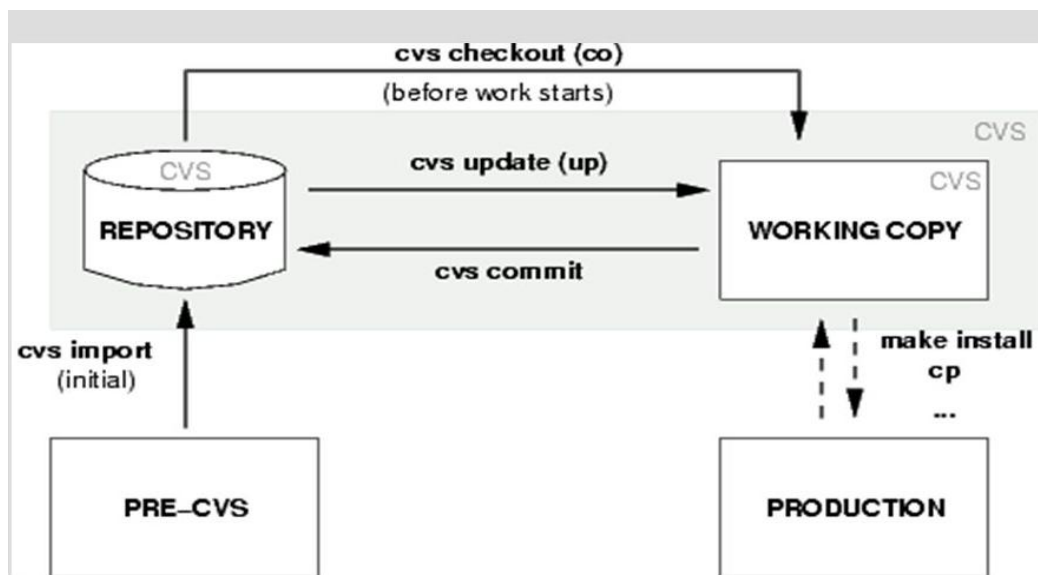 cvs checkout (co)
(before work starts)
CVS
CVS
cvs update (up)
CVS
REPOSITORY
WORKING COPY
cvs commit
cvs import
(initial)
make install
cp
...
PRE–CVS
PRODUCTION